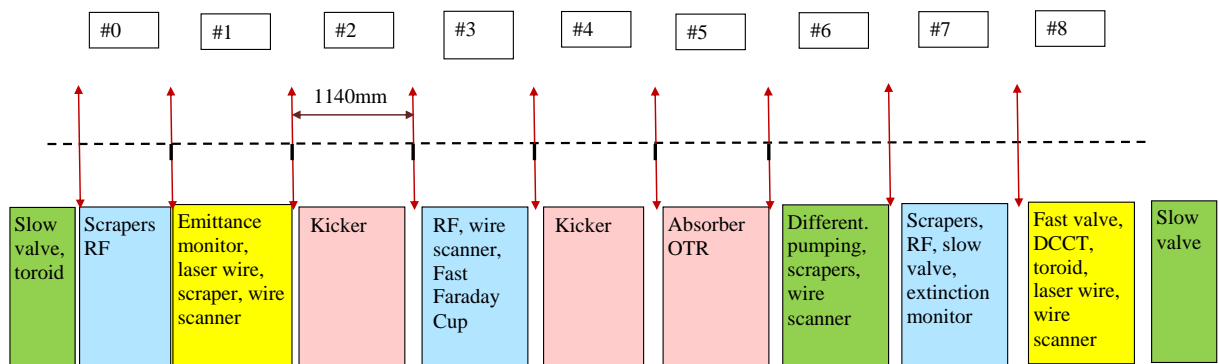 #0
#1
#2
#3
#4
#5
#6
#7
#8
1140mm
Slow
valve,
toroid
Scrapers
RF
Emittance
monitor,
laser wire,
scraper, wire
scanner
Kicker
RF, wire
scanner,
Fast
Faraday
Cup
Kicker
Absorber
OTR
Different.
pumping,
scrapers,
wire
scanner
Scrapers,
RF, slow
valve,
extinction
monitor
Fast valve,
DCCT,
toroid,
laser wire,
wire
scanner
Slow
valve